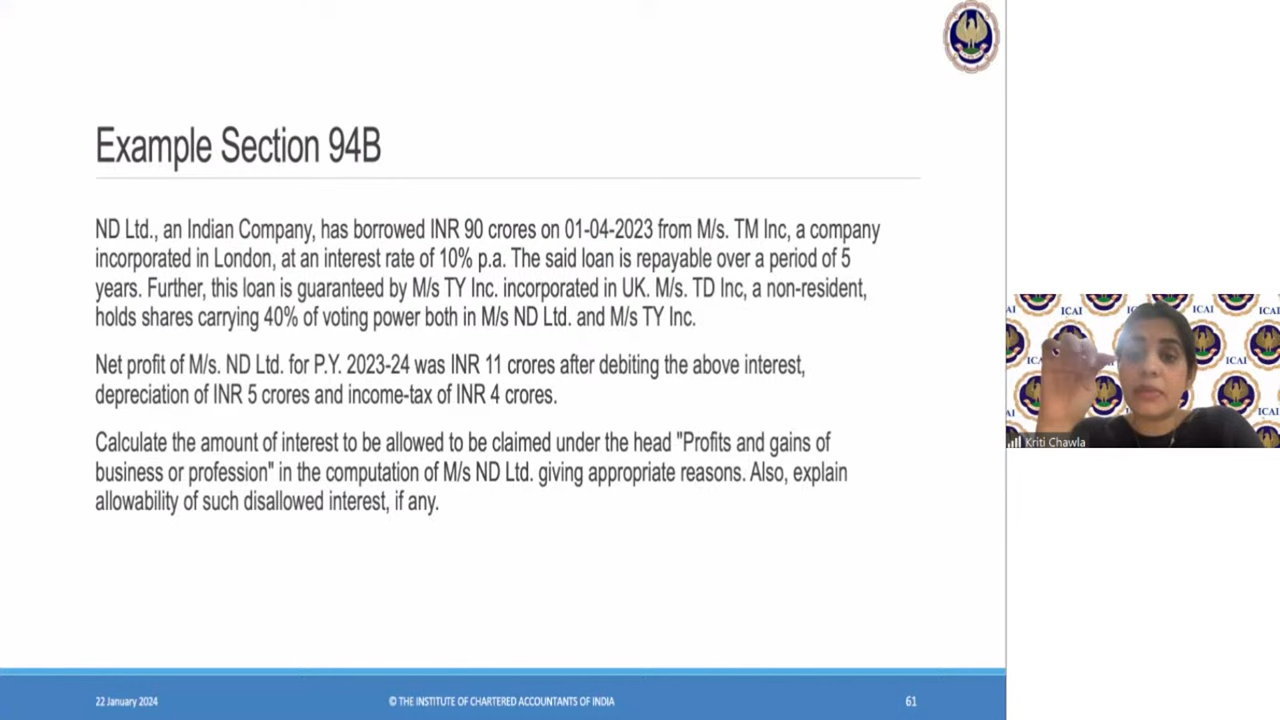 Example Section 94B
ND Ltd., an Indian Company, has borrowed INR 90 crores on 01-04-2023 from M/s. TM Inc, a company
incorporated in London, at an interest rate of 10% p.a. The said loan is repayable over a period of 5
years. Further, this loan is guaranteed by M/s TY Inc. incorporated in UK. M/s. TD Inc, a non-resident,
holds shares carrying 40% of voting power both in M/s ND Ltd. and M/s TY Inc.
Net profit of M/s. ND Ltd. for P.Y. 2023-24 was INR 11 crores after debiting the above interest,
depreciation of INR 5 crores and income-tax of INR 4 crores.
Calculate the amount of interest to be allowed to be claimed under the head "Profits and gains of
business or profession" in the computation of M/s ND Ltd. giving appropriate reasons. Also, explain
allowability of such disallowed interest, if any.
22 January 2024
© THE INSTITUTE OF CHARTERED ACCOUNTANTS OF INDIA
61
ICAI
ICAI
ICAI
ICAI
Kriti Chawla